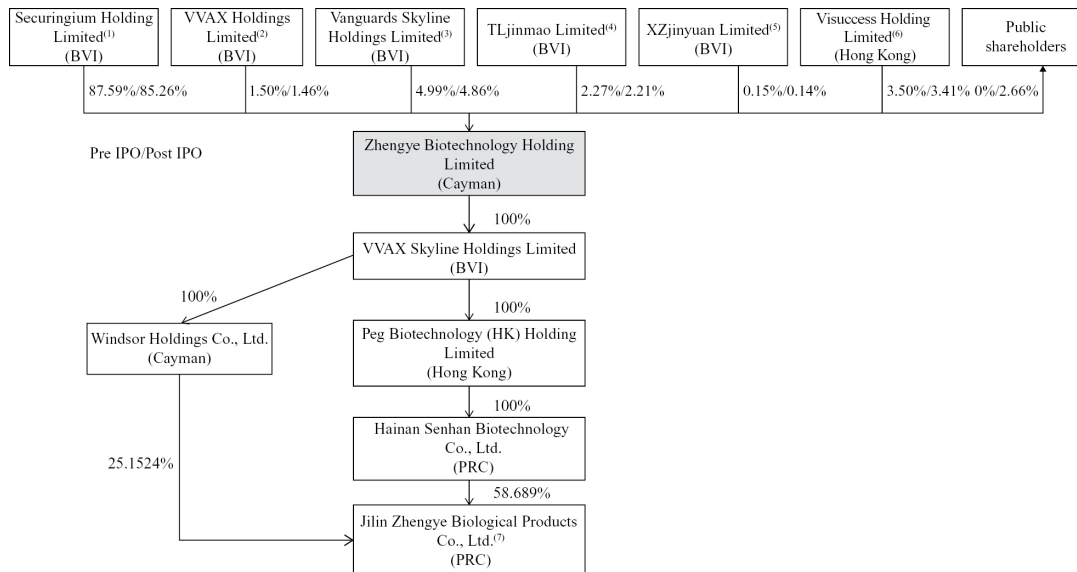 Securingium Holding
Limited(1)
(BVI)
VVAX Holdings
Limited(2)
(BVI)
Vanguards Skyline
Holdings Limited(3)
(BVI)
TLjinmao Limited(4)
(BVI)
XZjinyuan Limited(5)
(BVI)
Visuccess Holding
Limited(6)
(Hong Kong)
Public
shareholders
87.59%/85.26%
1.50%/1.46%
4.99%/4.86%
2.27%/2.21%
0.15%/0.14%
3.50%/3.41%
0%/2.66%
Pre IPO/Post IPO
Zhengye Biotechnology Holding
Limited
(Cayman)
100%
VVAX Skyline Holdings Limited
(BVI)
100%
100%
Windsor Holdings Co., Ltd.
(Cayman)
Peg Biotechnology (HK) Holding
Limited
(Hong Kong)
100%
Hainan Senhan Biotechnology
Co., Ltd.
(PRC)
25.1524%
58.689%
Jilin Zhengye Biological Products
Co., Ltd.(7)
(PRC)